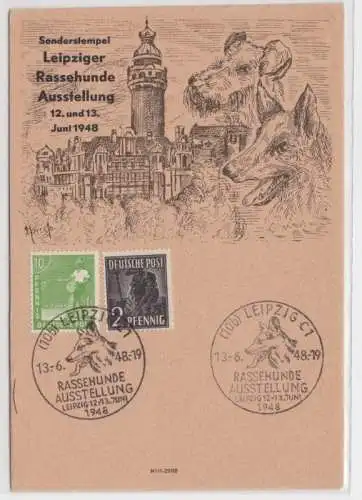 Sonderstempel
Leipziger
Rassehunde
Ausstellung
12. und 13.
Juni 1948
10
PFENNIG
DEUTSCHE POST
2 PFENNIG
(10b) LEIPZIG C1
13.-6. 48.-19
RASSEHUNDE
AUSSTELLUNG
LEIPZIG 12./13. JUNI
1948
(10b) LEIPZIG C1
13.-6. 48.-19
RASSEHUNDE
AUSSTELLUNG
LEIPZIG 12./13. JUNI
1948